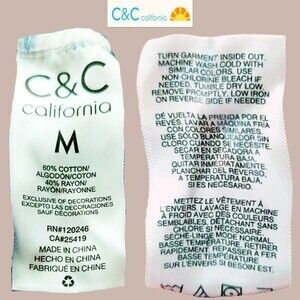 C&C california
C&C
california
M
60% COTTON/
ALGODÓN/COTON
40% RAYON/
RAYÓN/RAYONNE
EXCLUSIVE OF DECORATIONS
EXCEPTO LAS DECORACIONES
SAUF DÉCORATIONS
RN#120246
CA#25419
MADE IN CHINA
HECHO EN CHINA
FABRIQUÉ EN CHINE
TURN GARMENT INSIDE OUT.
MACHINE WASH COLD WITH
SIMILAR COLORS. USE
NON-CHLORINE BLEACH IF
NEEDED. TUMBLE DRY LOW.
REMOVE PROMPTLY. LOW IRON
ON REVERSE SIDE IF NEEDED.
DÉ VUELTA LA PRENDA POR EL
REVÉS. LAVAR A MÁQUINA FRÍA
CON COLORES SIMILARES.
USE SOLO BLANQUEADOR SIN
CLORO CUANDO SE NECESITE.
SECAR EN SECADORA A
TEMPERATURA BAJA.
QUITAR INMEDIATAMENTE.
PLANCHAR DEL REVERSO.
A TEMPERATURA BAJA,
SI ES NECESARIO.
METTEZ LE VÊTEMENT À
L'ENVERS. LAVAGE EN MACHINE
À FROID AVEC DES COULEURS
SEMBLABLES. DÉTACHANT SANS
CHLORE SI NÉCESSAIRE.
SÈCHE-LINGE MODE NORMAL
BASSE TEMPERATURE. RETIRER
RAPIDEMENT. REPASSER À FER
BASSE TEMPÉRATURE SUR
L'ENVERS SI BESOIN EST.